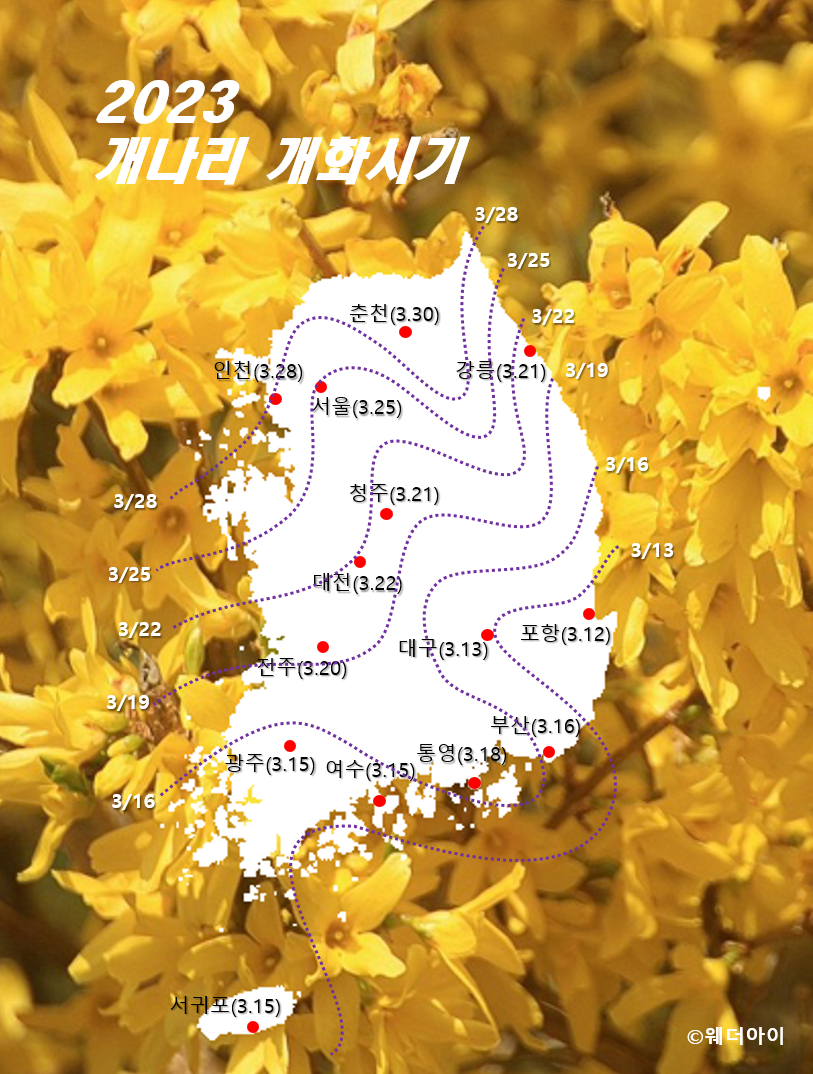 2023
개나리 개화시기
3/28
3/25
춘천(3.30)
3/22
인천(3.28)
강릉(3.21)
3/19
서울(3.25)
3/16
청주(3.21)
3/28
3/13
3/25
대전(3.22)
3/22
포항(3.12)
대구(3.13)
전주(3.20)
3/19
부산(3.16)
통영(3.18)
광주(3.15)
여수(3.15)
3/16
서귀포(3.15)
©웨더아이